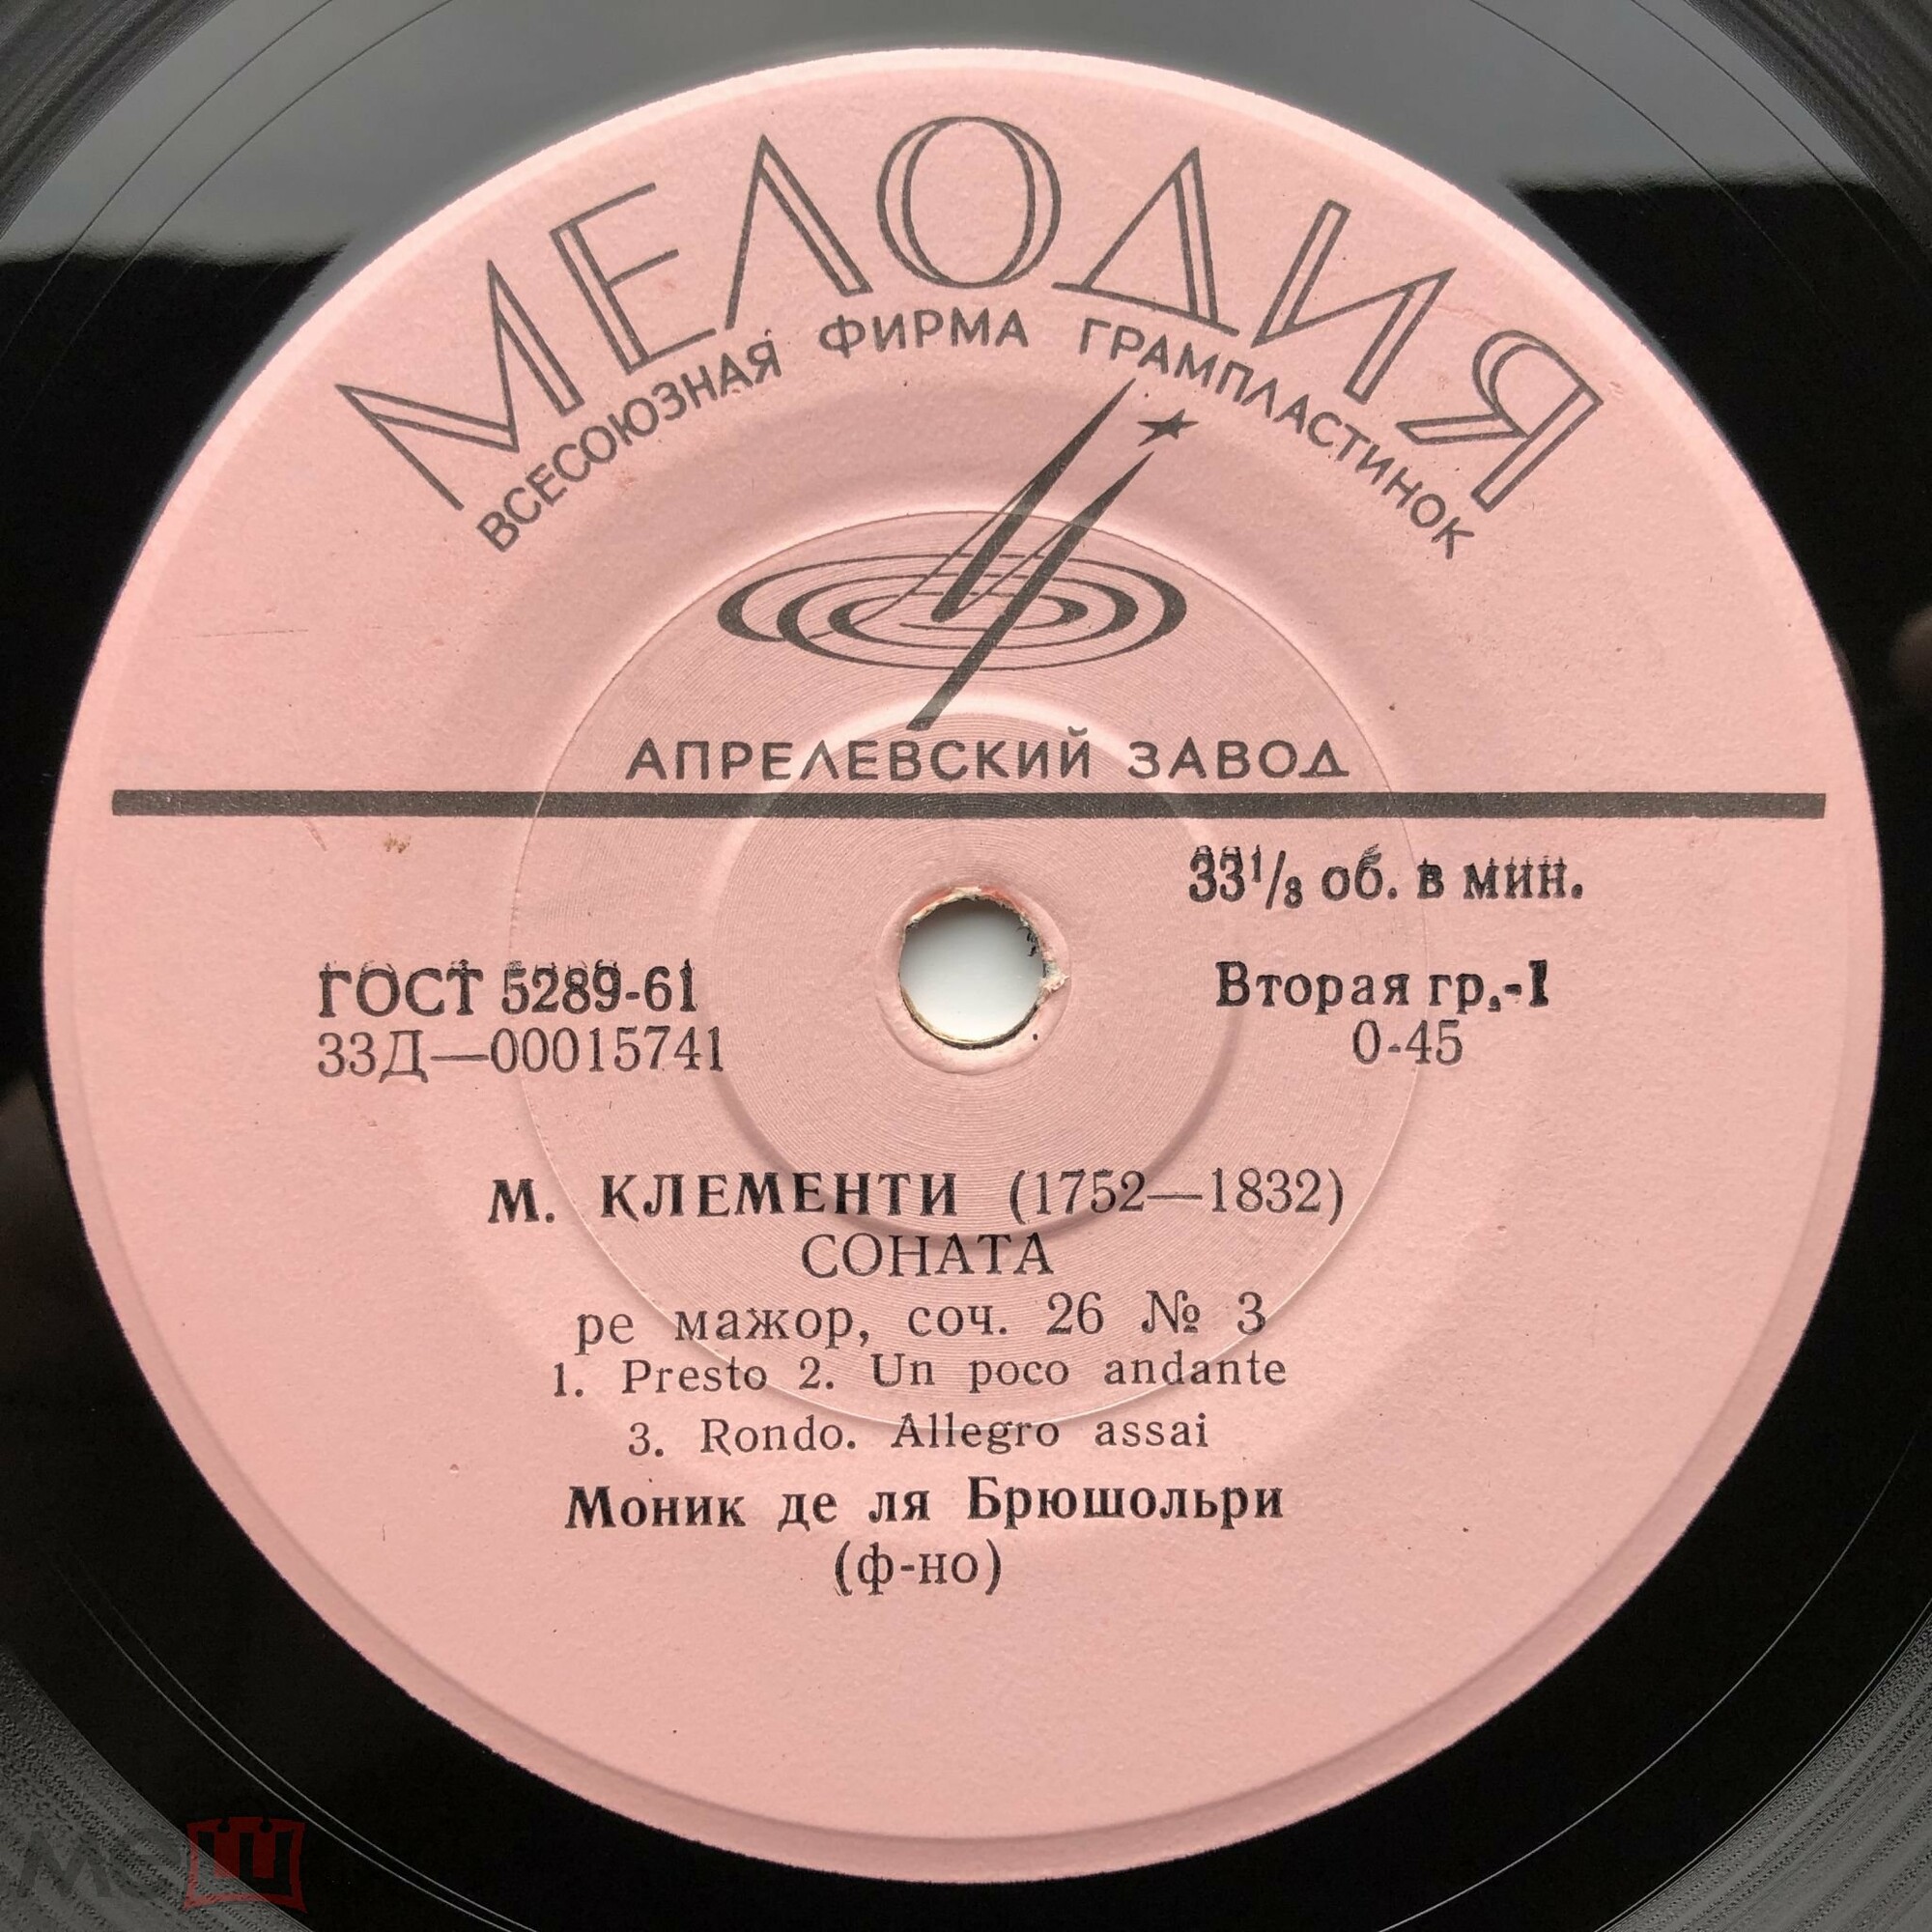 МЕЛОДИЯ
ВСЕСОЮЗНАЯ ФИРМА ГРАМПЛАСТИНОК
АПРЕЛЕВСКИЙ ЗАВОД
33¹/₃ об. в мин.
ГОСТ 5289-61
Вторая гр.-1
33Д—00015741
0-45
М. КЛЕМЕНТИ (1752—1832)
СОНАТА
ре мажор, соч. 26 № 3
1. Presto 2. Un poco andante
3. Rondo. Allegro assai
Моник де ля Брюшольри
(ф-но)
МЕШ